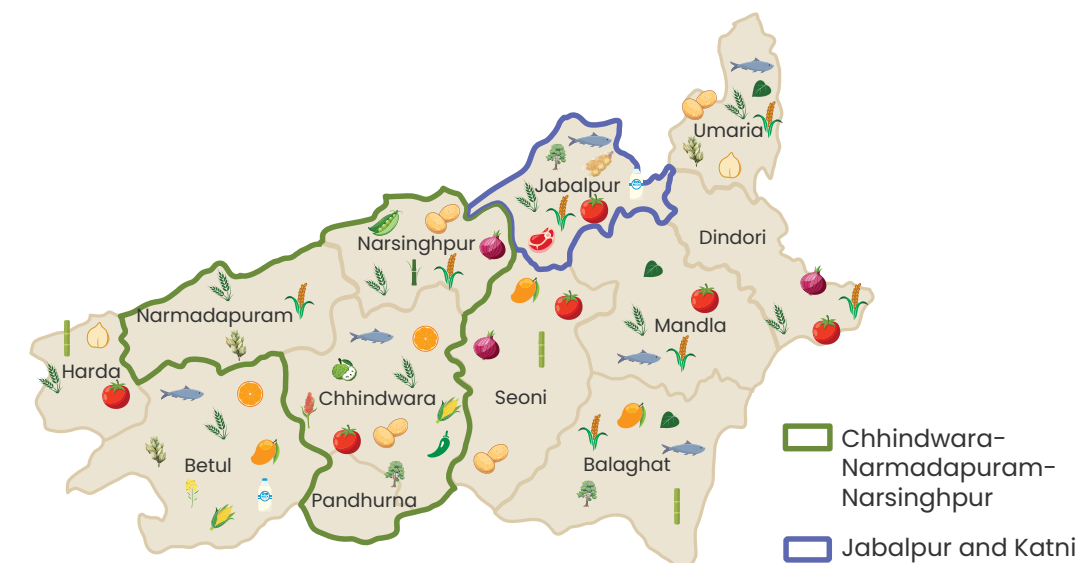 Umaria
Jabalpur
Dindori
Narsinghpur
Narmadapuram
Mandla
Harda
Chhindwara
Seoni
Betul
Balaghat
Pandhurna
Chhindwara-
Narmadapuram-
Narsinghpur
Jabalpur and Katni